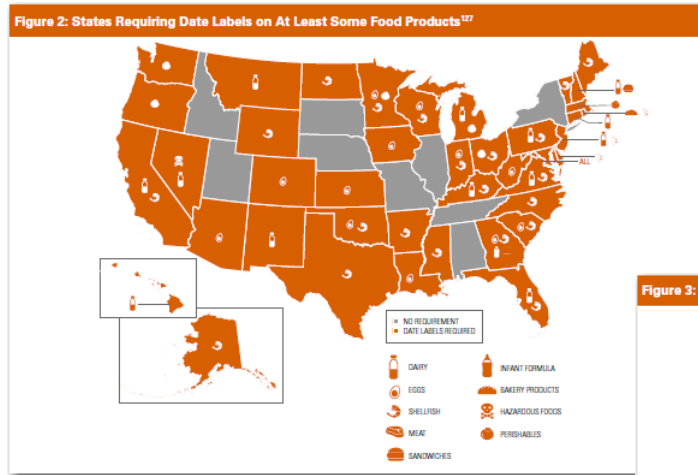 Figure 2: States Requiring Date Labels on At Least Some Food Products127
ALL
Figure 3:
NO REQUIREMENT
DATE LABELS REQUIRED
DAIRY
INFANT FORMULA
EGGS
BAKERY PRODUCTS
SHELLFISH
HAZARDOUS FOODS
MEAT
PERISHABLES
SANDWICHES